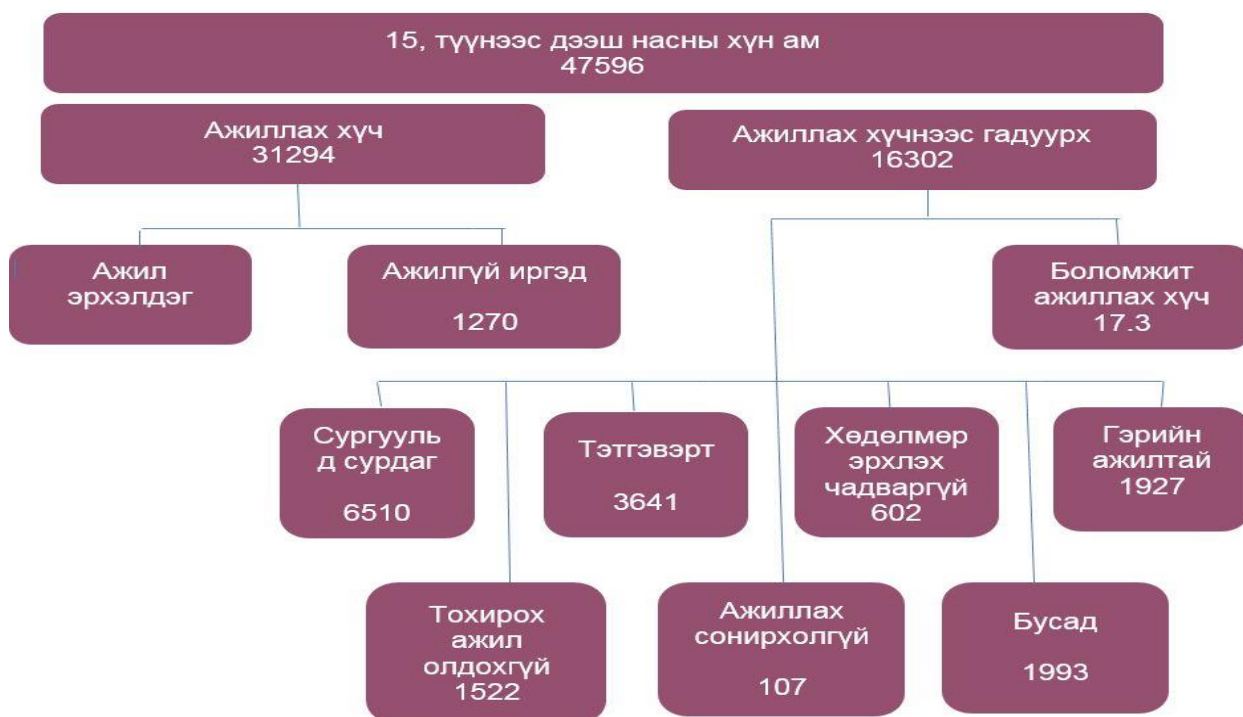 15, түүнээс дээш насны хүн ам
47596
Ажиллах хүч
31294
Ажиллах хүчнээс гадуурх
16302
Ажил
эрхэлдэг
Ажилгүй иргэд
1270
Боломжит
ажиллах хүч
17.3
Сургууль
д сурдаг
6510
Тэтгэвэрт
3641
Хөдөлмөр
эрхлэх
чадваргүй
602
Гэрийн
ажилтай
1927
Тохирох
ажил
олдохгүй
1522
Ажиллах
сонирхолгүй
107
Бусад
1993